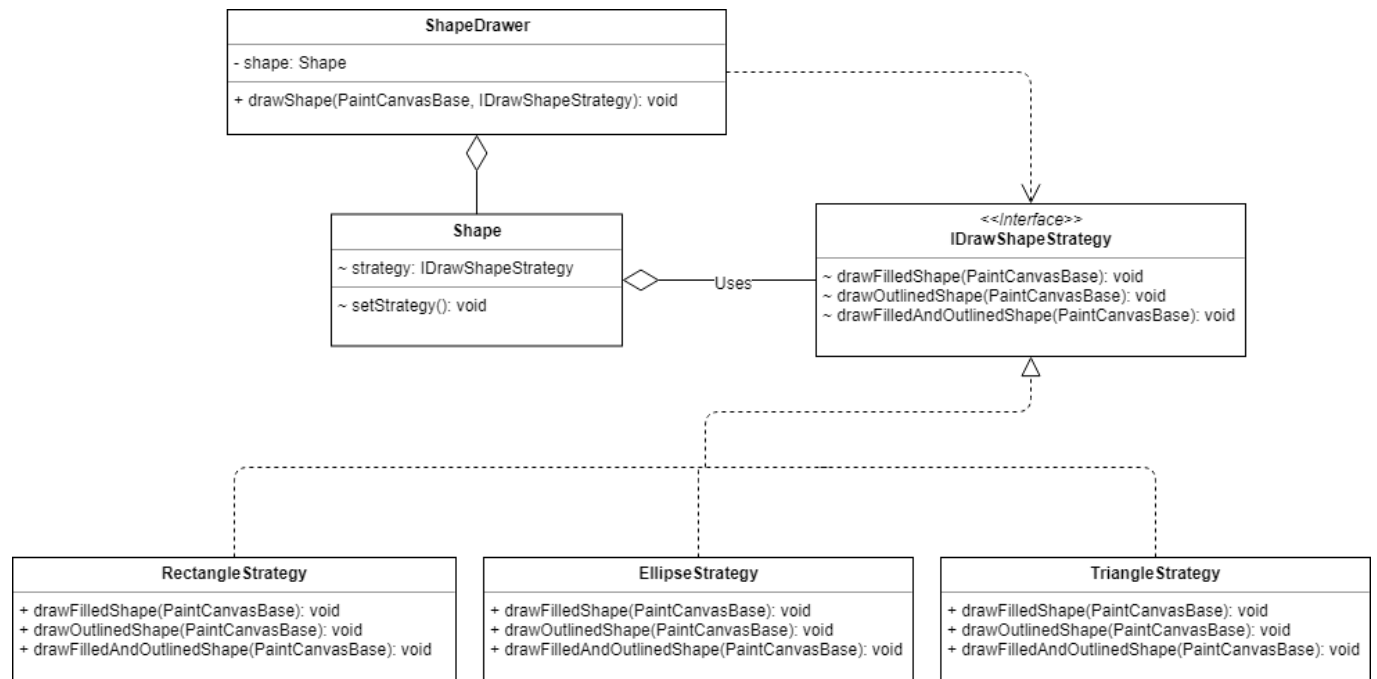 ShapeDrawer
- shape: Shape
+ drawShape(PaintCanvasBase, IDrawShapeStrategy): void
Shape
~ strategy: IDrawShapeStrategy
~ setStrategy(): void
Uses
<<Interface>>
IDrawShapeStrategy
~ drawFilledShape(PaintCanvasBase): void
~ drawOutlinedShape(PaintCanvasBase): void
~ drawFilledAndOutlinedShape(PaintCanvasBase): void
RectangleStrategy
+ drawFilledShape(PaintCanvasBase): void
+ drawOutlinedShape(PaintCanvasBase): void
+ drawFilledAndOutlinedShape(PaintCanvasBase): void
EllipseStrategy
+ drawFilledShape(PaintCanvasBase): void
+ drawOutlinedShape(PaintCanvasBase): void
+ drawFilledAndOutlinedShape(PaintCanvasBase): void
TriangleStrategy
+ drawFilledShape(PaintCanvasBase): void
+ drawOutlinedShape(PaintCanvasBase): void
+ drawFilledAndOutlinedShape(PaintCanvasBase): void